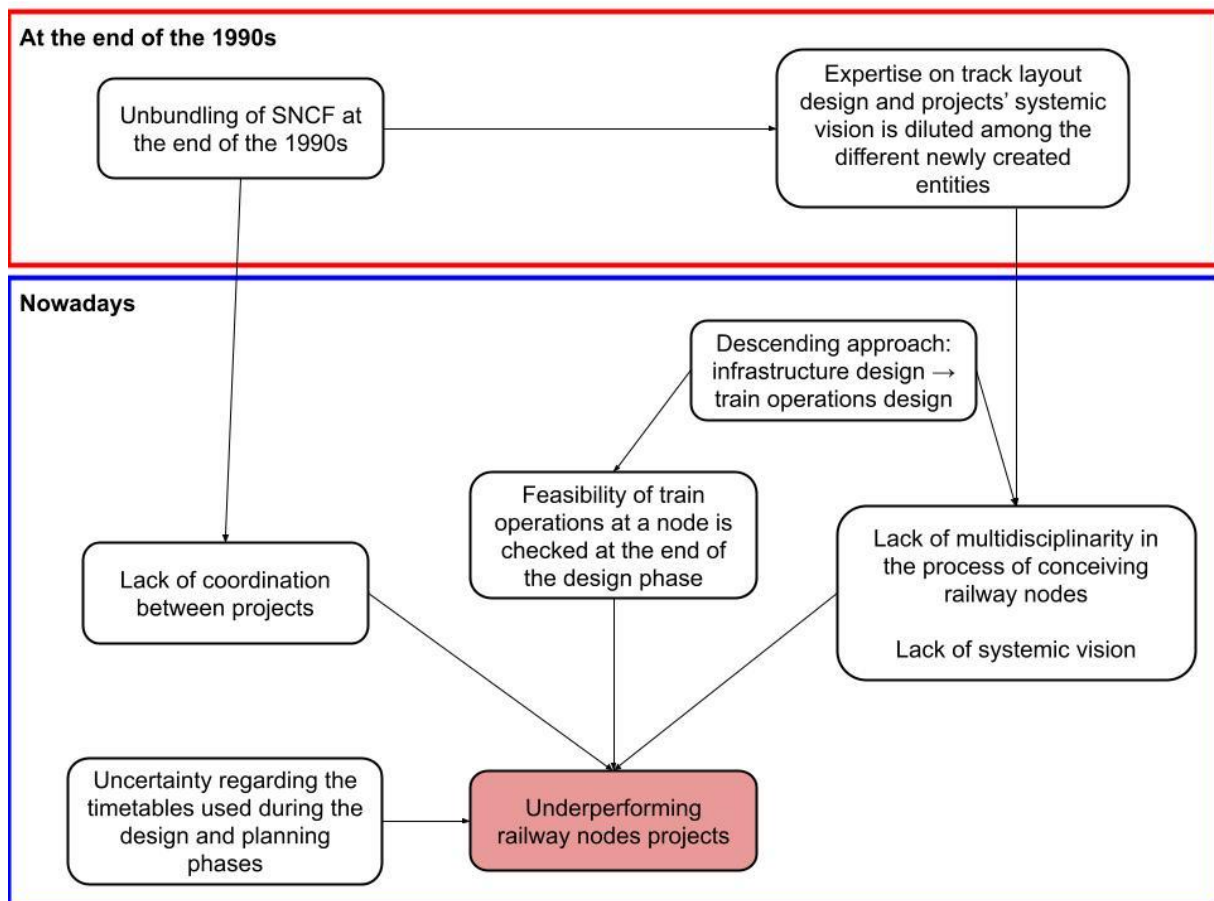 At the end of the 1990s
Unbundling of SNCF at
the end of the 1990s
Expertise on track layout
design and projects’ systemic
vision is diluted among the
different newly created
entities
Nowadays
Descending approach:
infrastructure design →
train operations design
Feasibility of train
operations at a node is
checked at the end of
the design phase
Lack of multidisciplinarity in
the process of conceiving
railway nodes
Lack of systemic vision
Lack of coordination
between projects
Uncertainty regarding the
timetables used during the
design and planning
phases
Underperforming
railway nodes projects